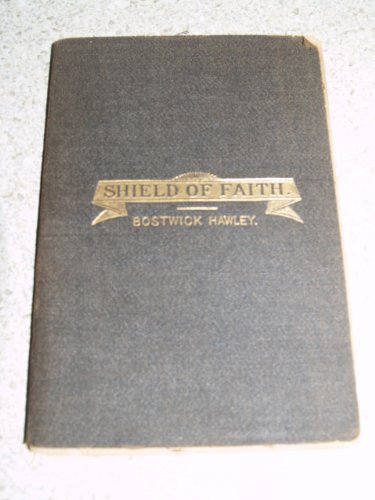 SHIELD OF FAITH.
BOSTWICK HAWLEY.